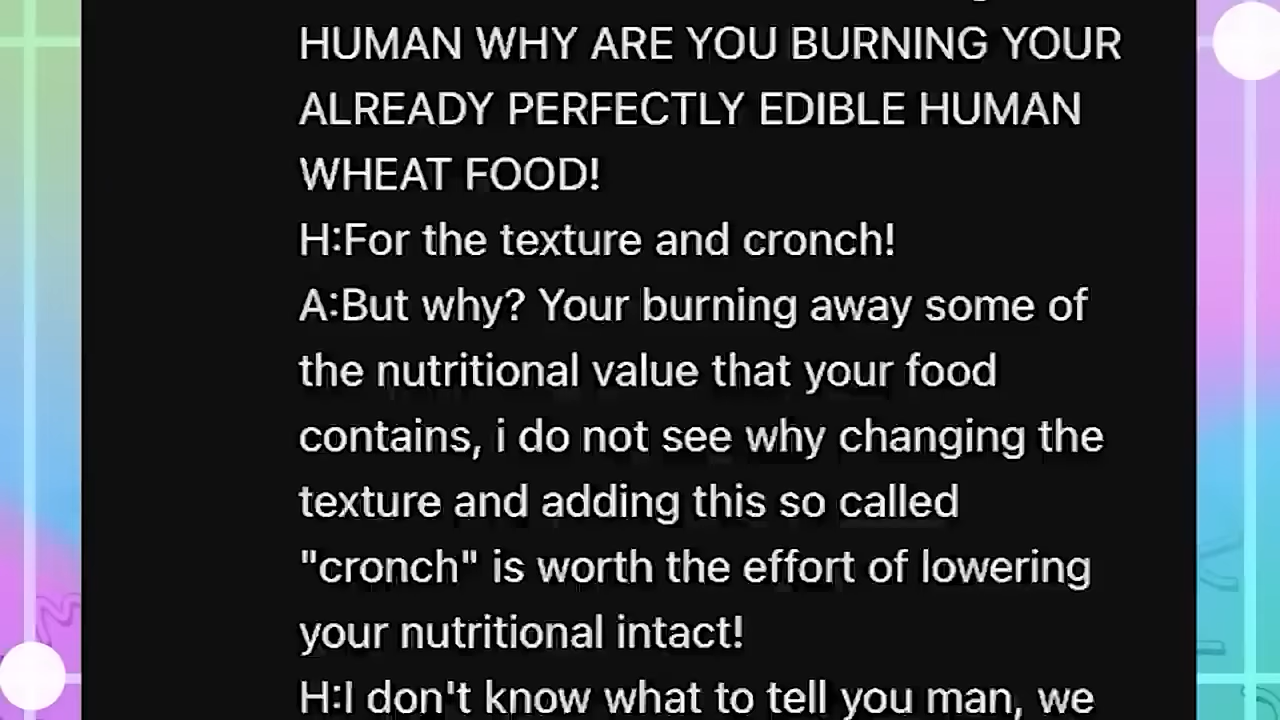 HUMAN WHY ARE YOU BURNING YOUR
ALREADY PERFECTLY EDIBLE HUMAN
WHEAT FOOD!
H:For the texture and cronch!
A:But why? Your burning away some of
the nutritional value that your food
contains, i do not see why changing the
texture and adding this so called
"cronch" is worth the effort of lowering
your nutritional intact!
H:I don't know what to tell you man, we